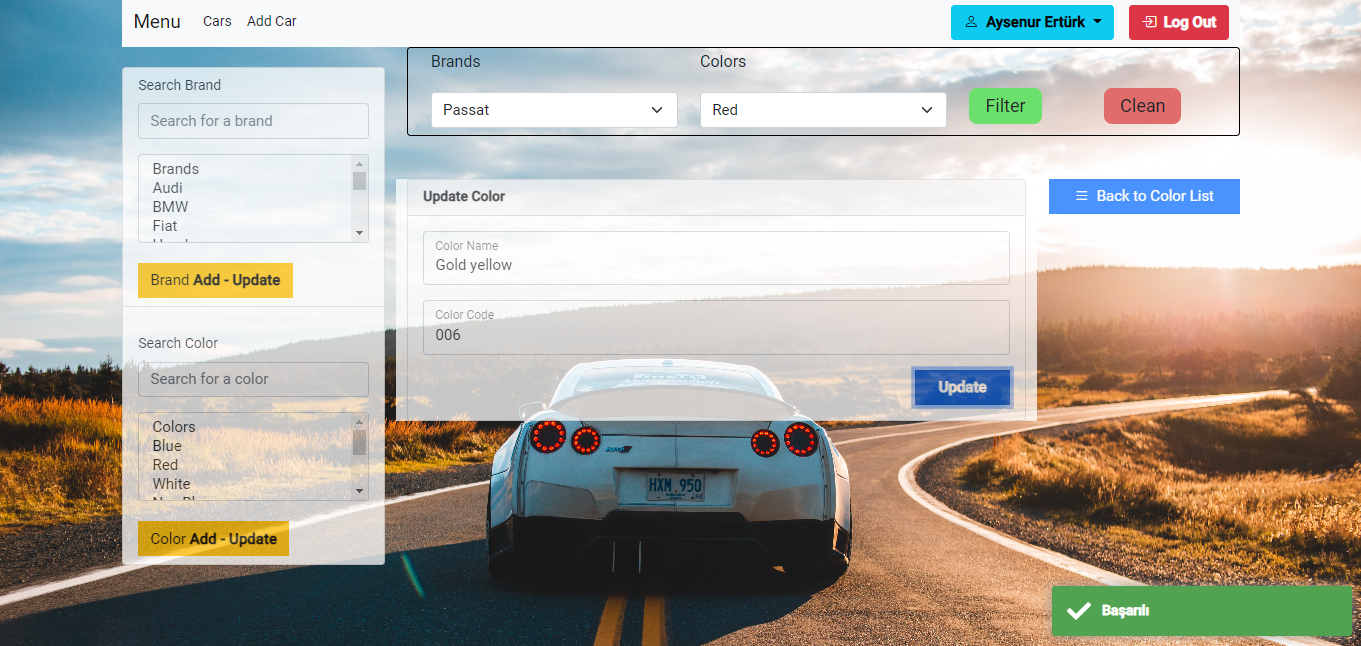 Menu Cars Add Car Aysenur Ertürk Log Out
Brands Colors
Passat Red Filter Clean
Search Brand
Search for a brand
Brands
Audi
BMW
Fiat
Brand Add - Update
Search Color
Search for a color
Colors
Blue
Red
White
Color Add - Update
Update Color
Color Name
Gold yellow
Color Code
006
Update
Back to Color List
HXM 950
Başarılı